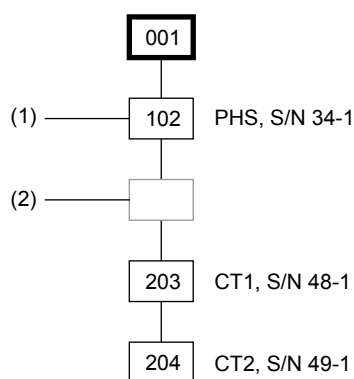 001
(1) 102 PHS, S/N 34-1
(2)
203 CT1, S/N 48-1
204 CT2, S/N 49-1